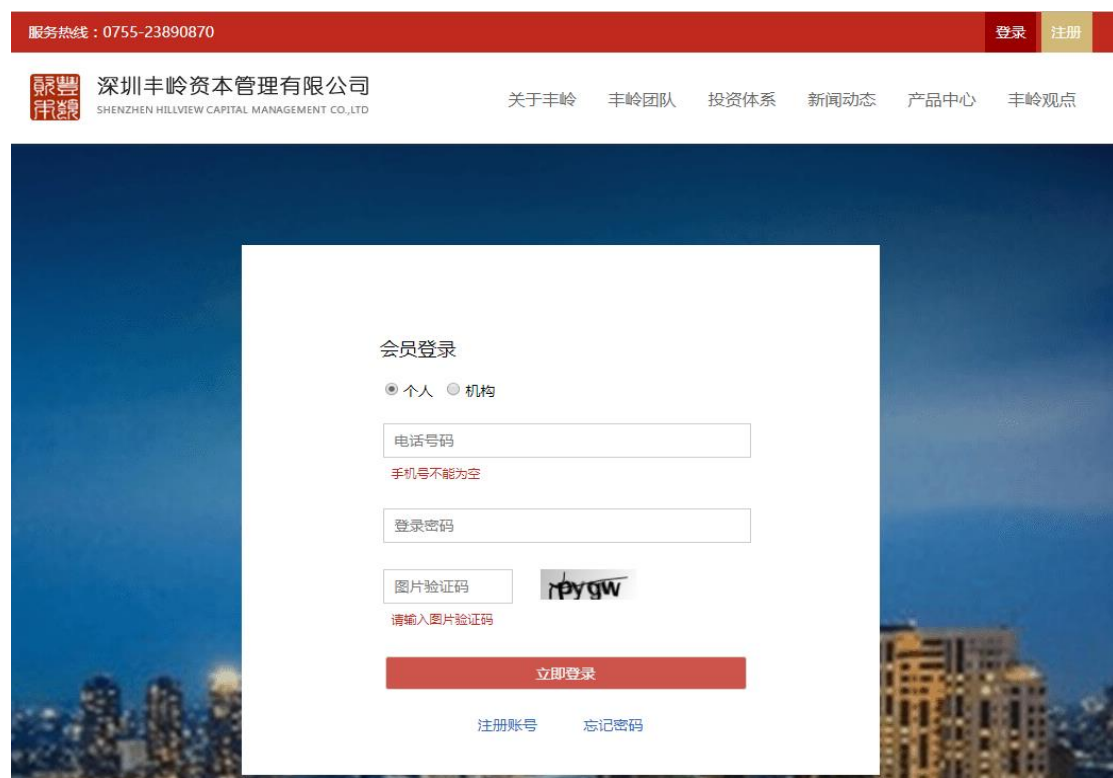 服务热线：0755-23890870 登录 注册
深圳丰岭资本管理有限公司
SHENZHEN HILLVIEW CAPITAL MANAGEMENT CO.,LTD
关于丰岭 丰岭团队 投资体系 新闻动态 产品中心 丰岭观点
会员登录
个人 机构
电话号码
手机号不能为空
登录密码
图片验证码
请输入图片验证码
立即登录
注册账号 忘记密码